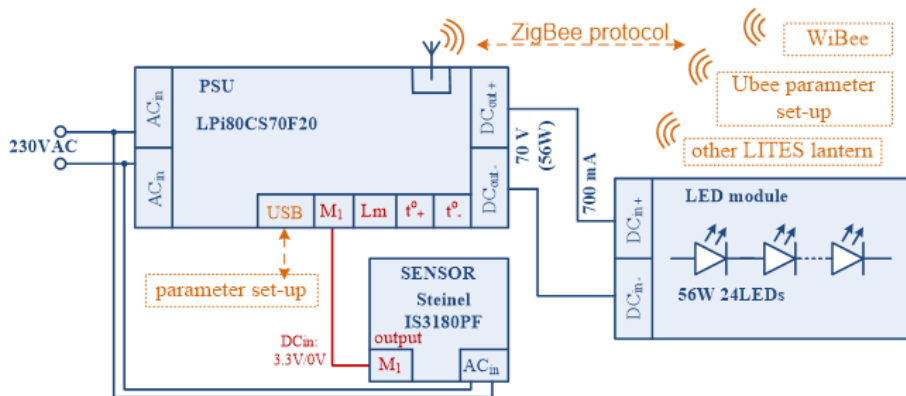 ZigBee protocol
WiBee
Ubee parameter
set-up
other LITES lantern
PSU
LPi80CS70F20
ACin
ACin
230VAC
DCout+
DCout-
70 V
(56W)
700 mA
USB
M1
Lm
t°+
t°-
parameter set-up
SENSOR
Steinel
IS3180PF
output
M1
ACin
DCin:
3.3V/0V
LED module
DCin+
DCin-
56W 24LEDs